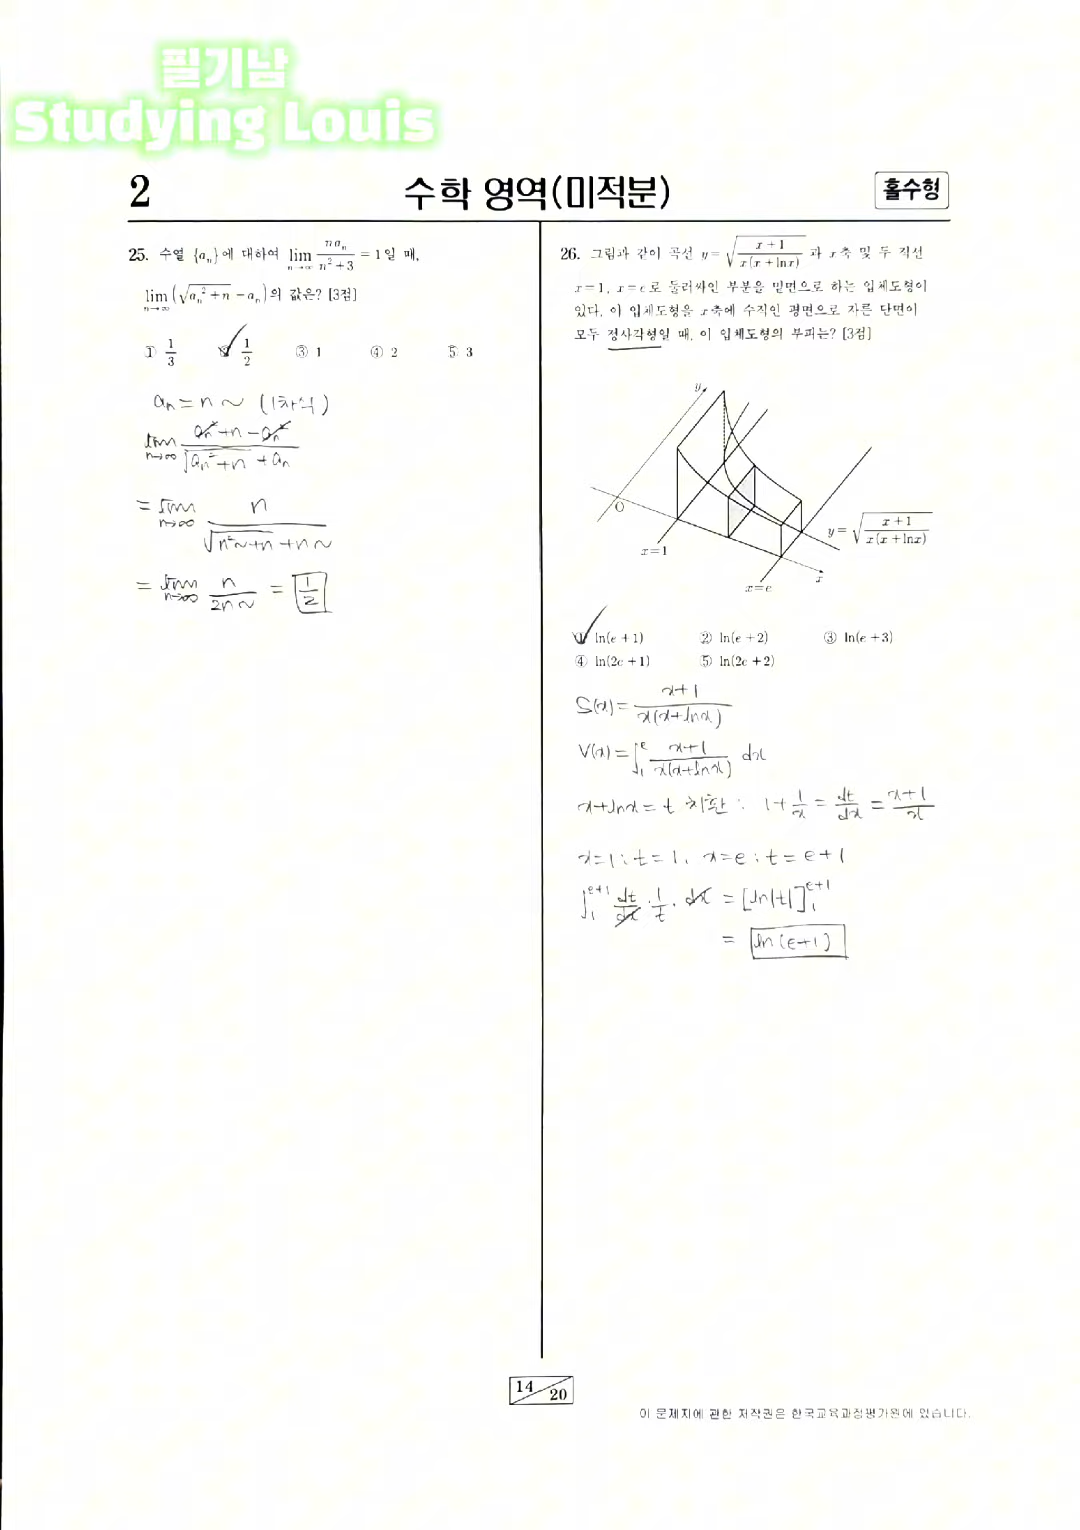 필기남
Studying Louis
2
수학 영역(미적분)
홀수형
25. 수열 {aₙ}에 대하여 lim_{n→∞} naₙ/(n²+3) = 1일 때,
lim_{n→∞} (√(aₙ²+n) - aₙ)의 값은? [3점]
① 1/3 ② 1/2 ③ 1 ④ 2 ⑤ 3
aₙ = n ~ (1차식)
lim_{n→∞} (aₙ²+n-aₙ²)/(√(aₙ²+n) + aₙ)
= lim_{n→∞} n/(√(n²~+n) + n~)
= lim_{n→∞} n/(2n~) = 1/2
26. 그림과 같이 곡선 y = √((x+1)/(x(x+lnx))) 과 x축 및 두 직선
x=1, x=e로 둘러싸인 부분을 밑면으로 하는 입체도형이
있다. 이 입체도형을 x축에 수직인 평면으로 자른 단면이
모두 정사각형일 때, 이 입체도형의 부피는? [3점]
y
O
x=1
y = √((x+1)/(x(x+lnx)))
x
x=e
① ln(e+1) ② ln(e+2) ③ ln(e+3)
④ ln(2e+1) ⑤ ln(2e+2)
S(x) = (x+1)/(x(x+lnx))
V(x) = ∫₁ᵉ (x+1)/(x(x+lnx)) dx
x+lnx = t 치환 : 1+1/x = dt/dx = (x+1)/x
x=1 : t=1, x=e : t=e+1
∫₁^{e+1} dt/dx · 1/t · dx = [ln|t|]₁^{e+1}
= ln(e+1)
14/20
이 문제지에 관한 저작권은 한국교육과정평가원에 있습니다.